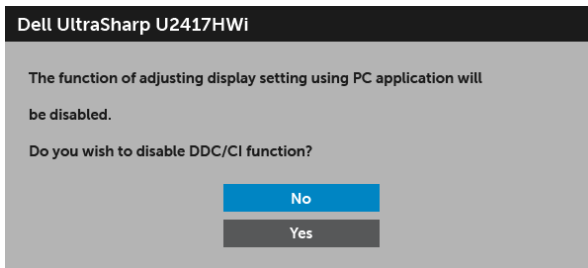 Dell UltraSharp U2417HWi
The function of adjusting display setting using PC application will
be disabled.
Do you wish to disable DDC/CI function?
No
Yes